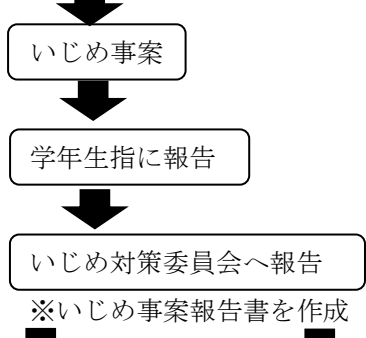 いじめ事案
学年生指に報告
いじめ対策委員会へ報告
※いじめ事案報告書を作成